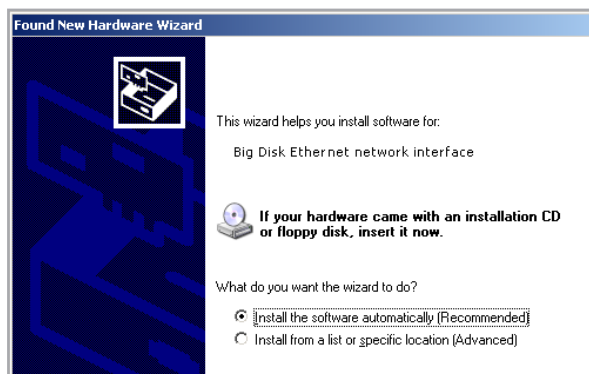 Found New Hardware Wizard
This wizard helps you install software for:
Big Disk Ethernet network interface
If your hardware came with an installation CD
or floppy disk, insert it now.
What do you want the wizard to do?
Install the software automatically (Recommended)
Install from a list or specific location (Advanced)